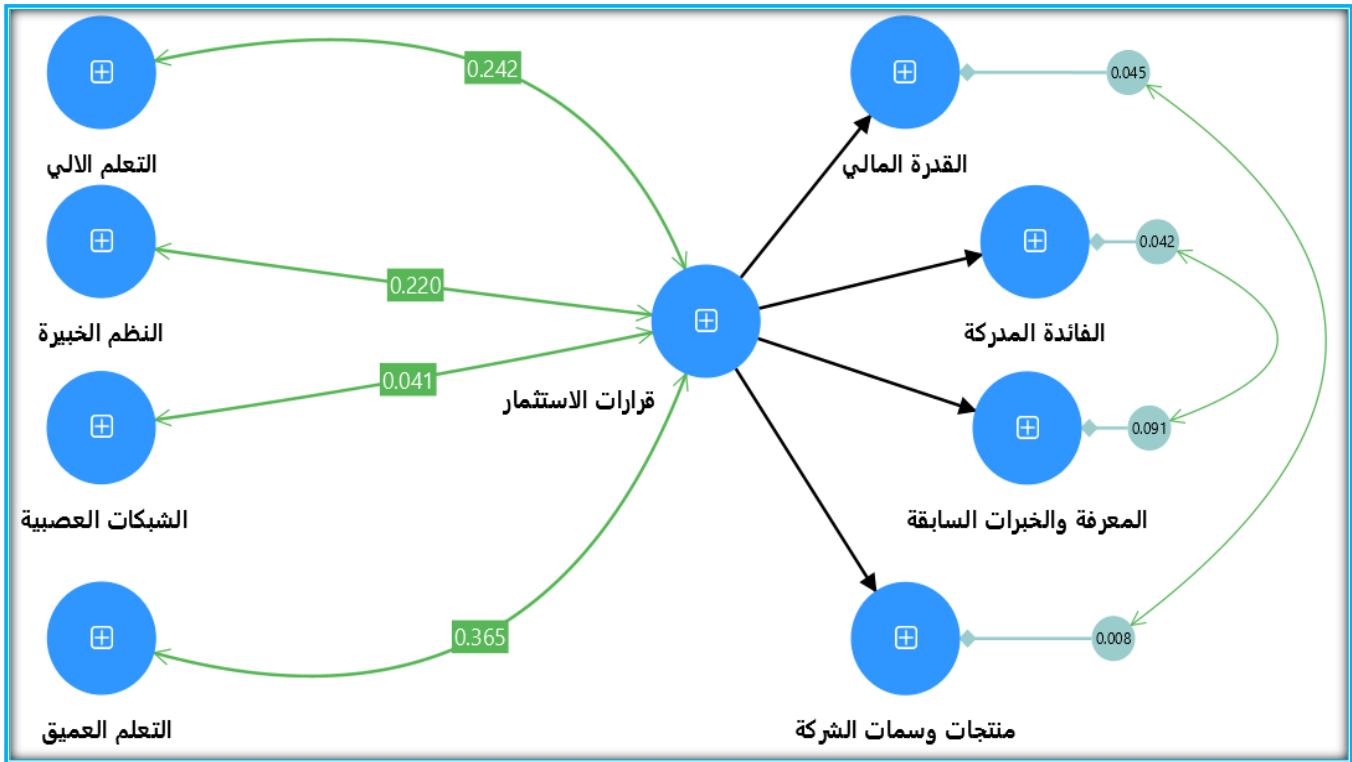 0.242
0.045
التعلم الالي
القدرة المالي
0.220
0.042
النظم الخبيرة
الفائدة المدركة
0.041
قرارات الاستثمار
0.091
الشبكات العصبية
المعرفة والخبرات السابقة
0.365
0.008
التعلم العميق
منتجات وسمات الشركة